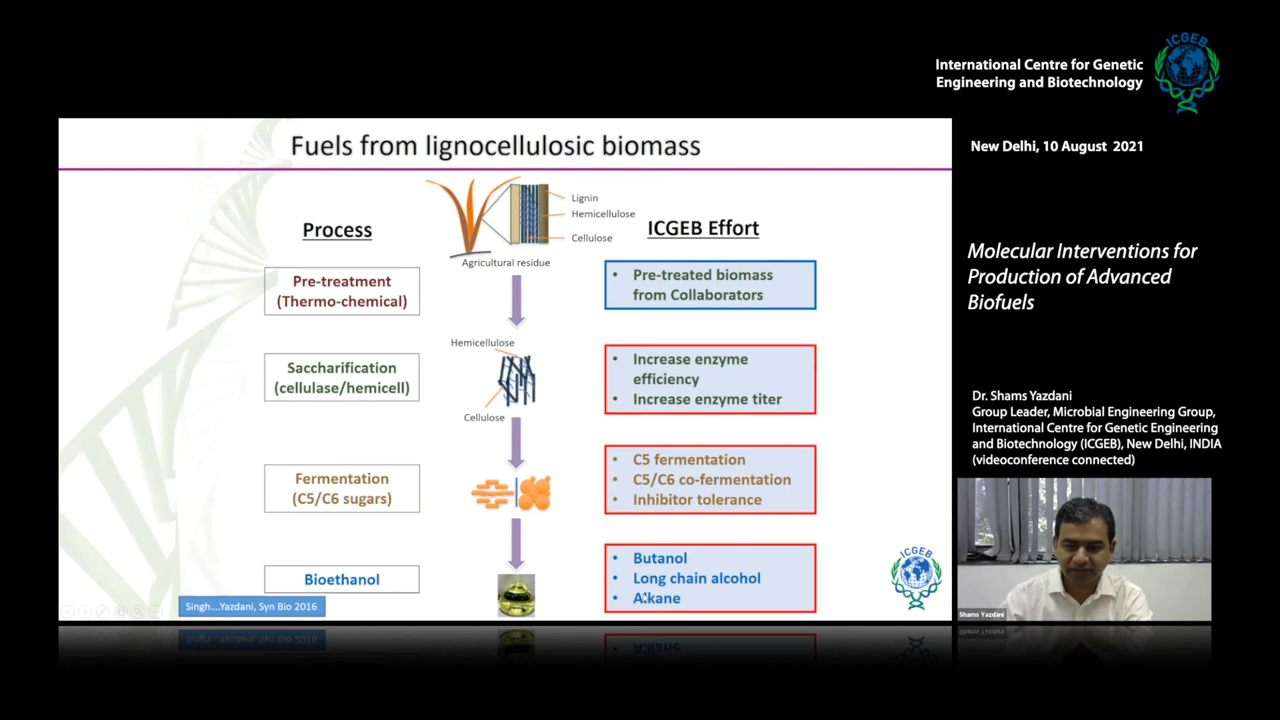 ICGEB
International Centre for Genetic
Engineering and Biotechnology
New Delhi, 10 August 2021
Molecular Interventions for
Production of Advanced
Biofuels
Dr. Shams Yazdani
Group Leader, Microbial Engineering Group,
International Centre for Genetic Engineering
and Biotechnology (ICGEB), New Delhi, INDIA
(videoconference connected)
Shams Yazdani
Fuels from lignocellulosic biomass
Process
Lignin
Hemicellulose
Cellulose
Agricultural residue
ICGEB Effort
Pre-treatment
(Thermo-chemical)
• Pre-treated biomass
from Collaborators
Saccharification
(cellulase/hemicell)
Hemicellulose
Cellulose
• Increase enzyme
efficiency
• Increase enzyme titer
Fermentation
(C5/C6 sugars)
• C5 fermentation
• C5/C6 co-fermentation
• Inhibitor tolerance
Bioethanol
• Butanol
• Long chain alcohol
• Alkane
Singh....Yazdani, Syn Bio 2016
ICGEB